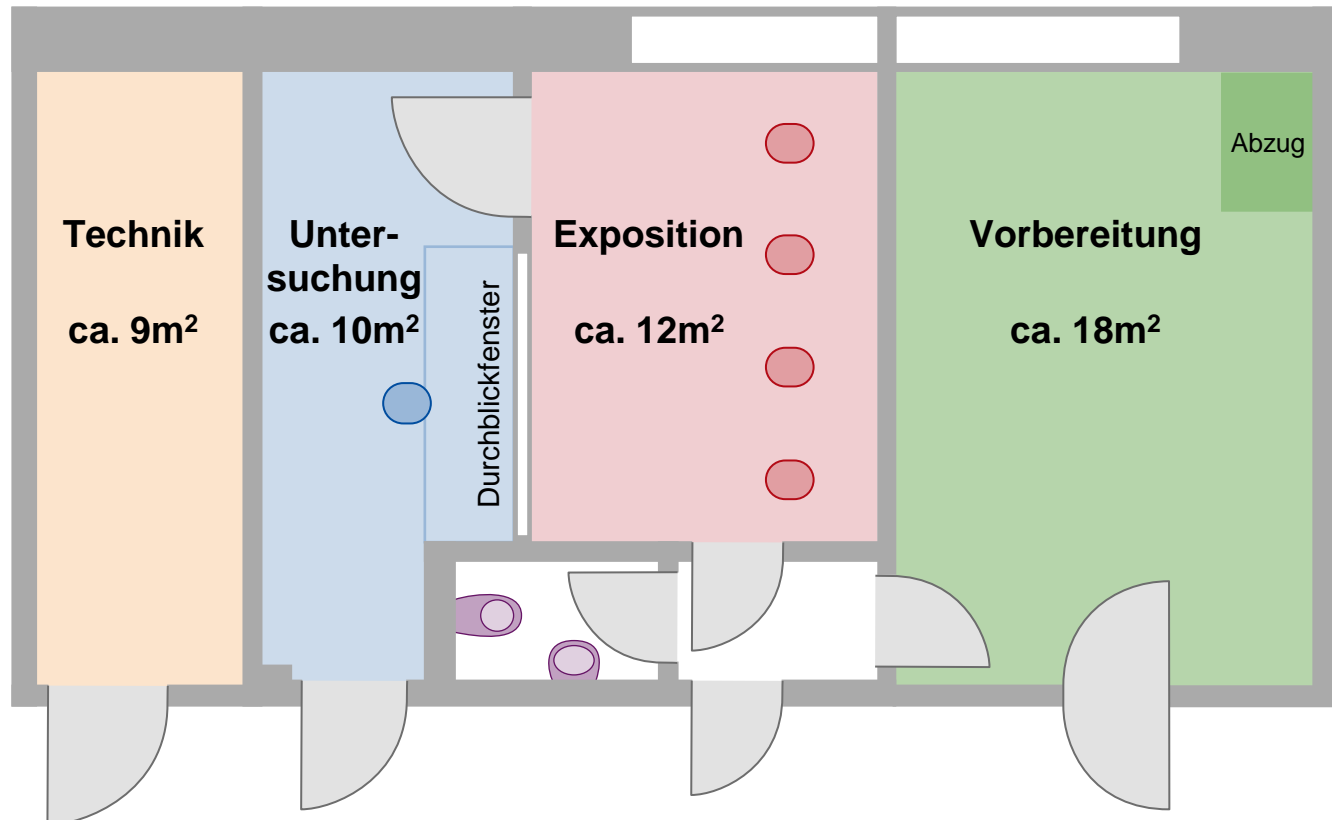 Technik
ca. 9m²
Unter-
suchung
ca. 10m²
Durchblickfenster
Exposition
ca. 12m²
Vorbereitung
ca. 18m²
Abzug